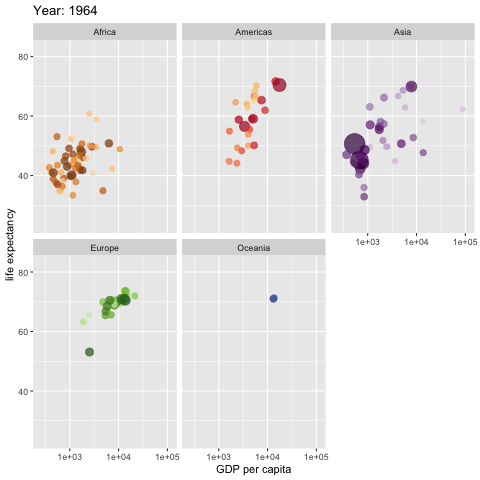 Year: 1964
Africa
Americas
Asia
80
60
40
1e+03 1e+04 1e+05
Europe
Oceania
80
60
40
1e+03 1e+04 1e+05
1e+03 1e+04 1e+05
life expectancy
GDP per capita